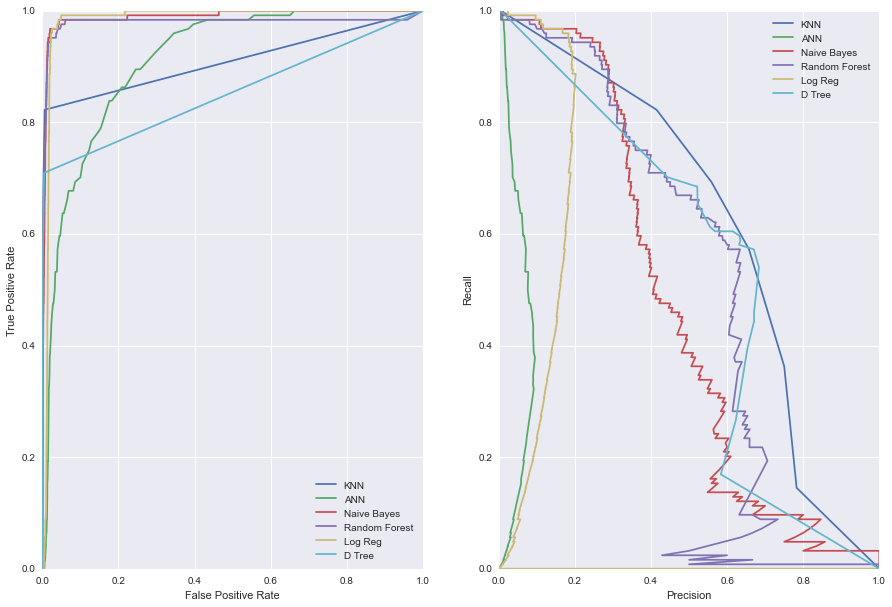 True Positive Rate
1.0
0.8
0.6
0.4
0.2
0.0
KNN
ANN
Naive Bayes
Random Forest
Log Reg
D Tree
0.0 0.2 0.4 0.6 0.8 1.0
False Positive Rate
Recall
1.0
0.8
0.6
0.4
0.2
0.0
KNN
ANN
Naive Bayes
Random Forest
Log Reg
D Tree
0.0 0.2 0.4 0.6 0.8 1.0
Precision